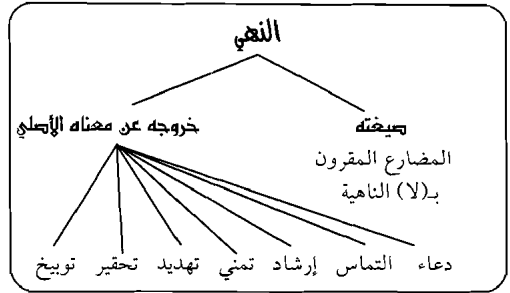 النهي
صيغته
خروجه عن معناه الأصلي
المضارع المقرون
بـ(لا) الناهية
دعاء التماس إرشاد تمني تهديد تحقير توبيخ